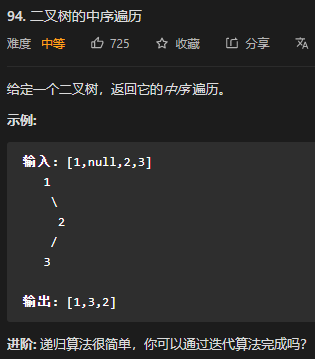 94. 二叉树的中序遍历
难度 中等 725 收藏 分享
给定一个二叉树，返回它的中序 遍历。
示例:
输入: [1,null,2,3]
1
\
2
/
3
输出: [1,3,2]
进阶: 递归算法很简单，你可以通过迭代算法完成吗？